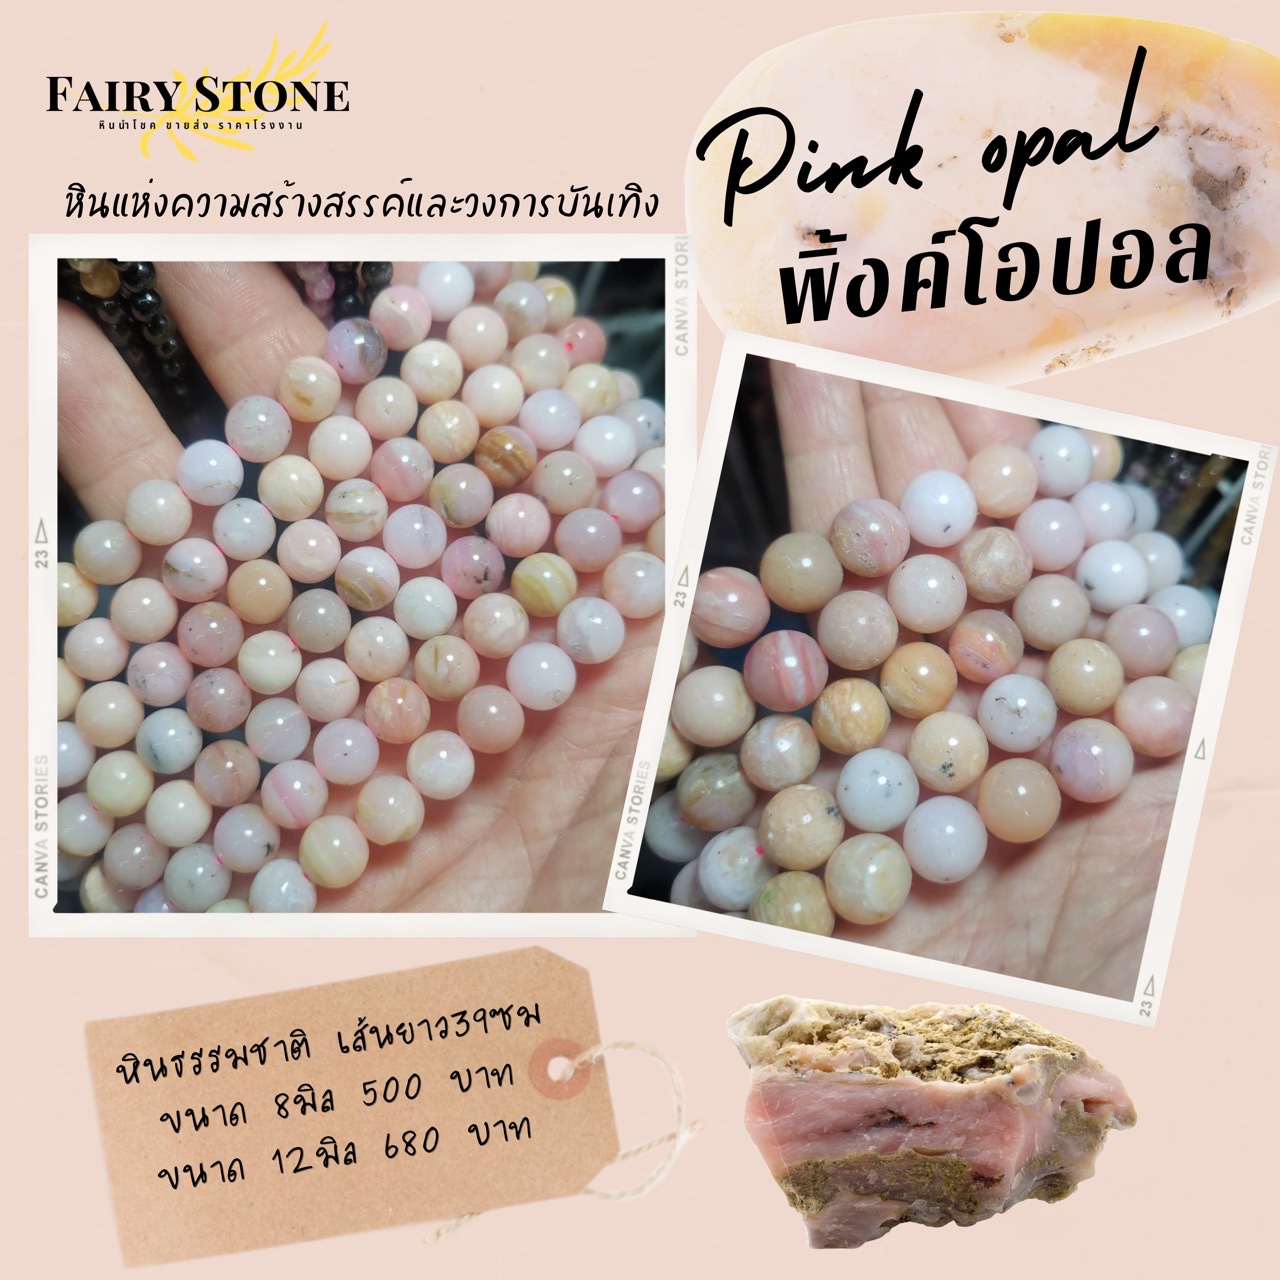 FAIRY STONE
หินนำโชค ขายส่ง ราคาโรงงาน
หินแห่งความสร้างสรรค์และวงการบันเทิง
Pink opal
พิ้งค์โอปอล
CANVA STORI
23
CANVA STORIES
CANVA STORI
23
CANVA STORIES
23
หินธรรมชาติ เส้นยาว39ซม
ขนาด 8มิล 500 บาท
ขนาด 12มิล 680 บาท